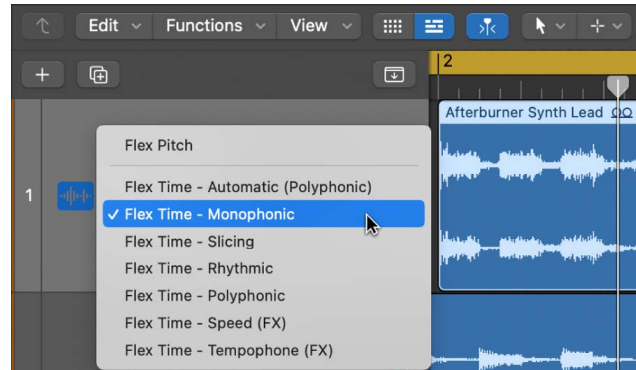 Edit Functions View
2
Afterburner Synth Lead
1
Flex Pitch
Flex Time - Automatic (Polyphonic)
Flex Time - Monophonic
Flex Time - Slicing
Flex Time - Rhythmic
Flex Time - Polyphonic
Flex Time - Speed (FX)
Flex Time - Tempophone (FX)